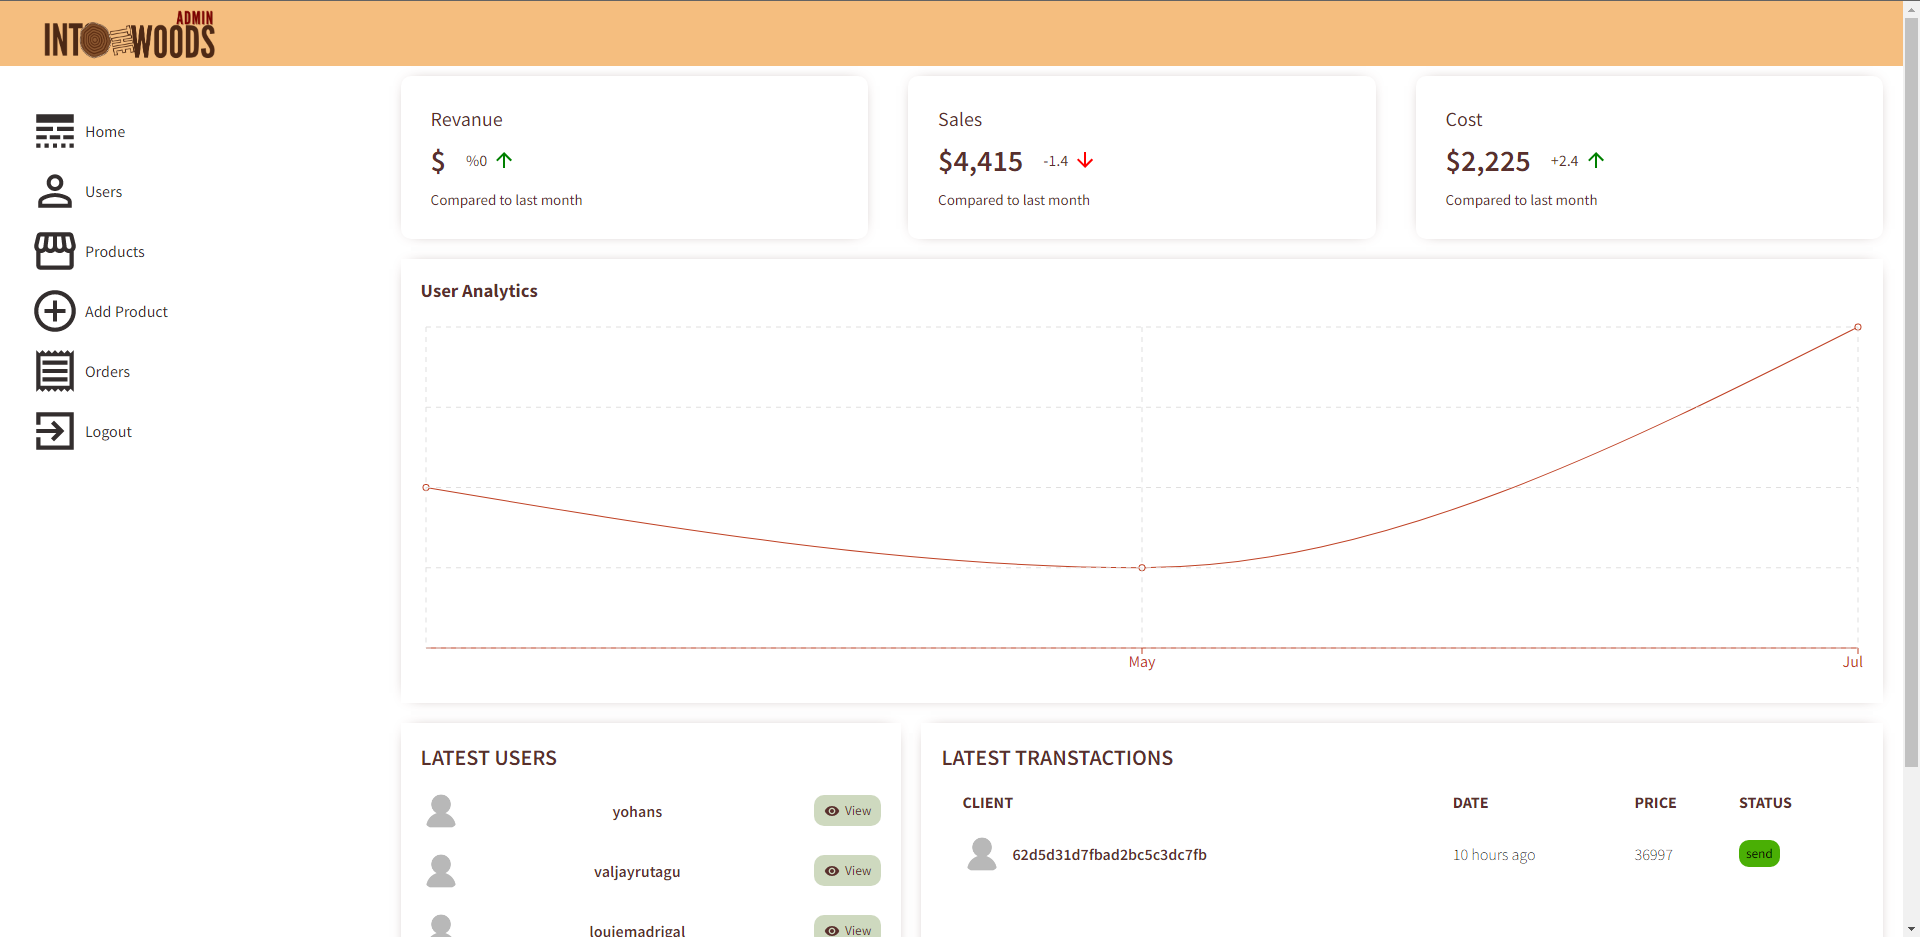 ADMIN
INTO THE WOODS
Home
Users
Products
Add Product
Orders
Logout
Revanue
$ %0
Compared to last month
Sales
$4,415 -1.4
Compared to last month
Cost
$2,225 +2.4
Compared to last month
User Analytics
May Jul
LATEST USERS
yohans View
valjayrutagu View
louiemadrigal View
LATEST TRANSTACTIONS
CLIENT DATE PRICE STATUS
62d5d31d7fbad2bc5c3dc7fb 10 hours ago 36997 send